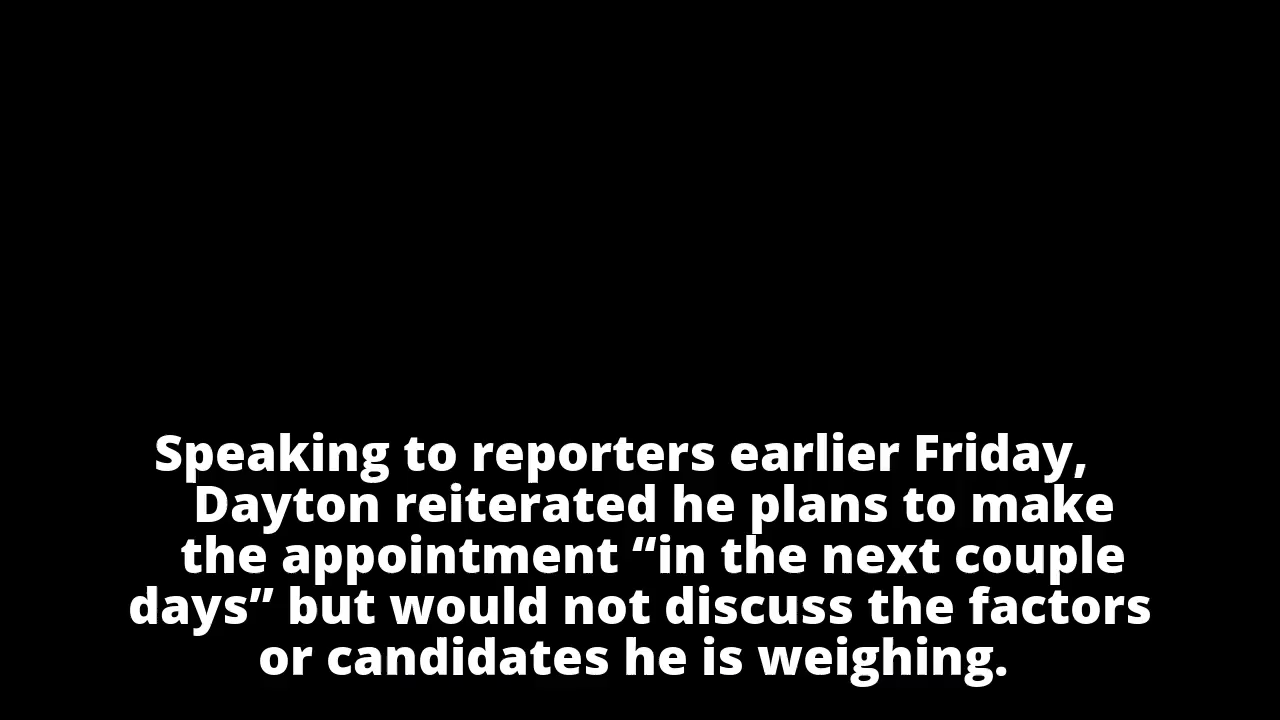 Speaking to reporters earlier Friday,
Dayton reiterated he plans to make
the appointment “in the next couple
days” but would not discuss the factors
or candidates he is weighing.